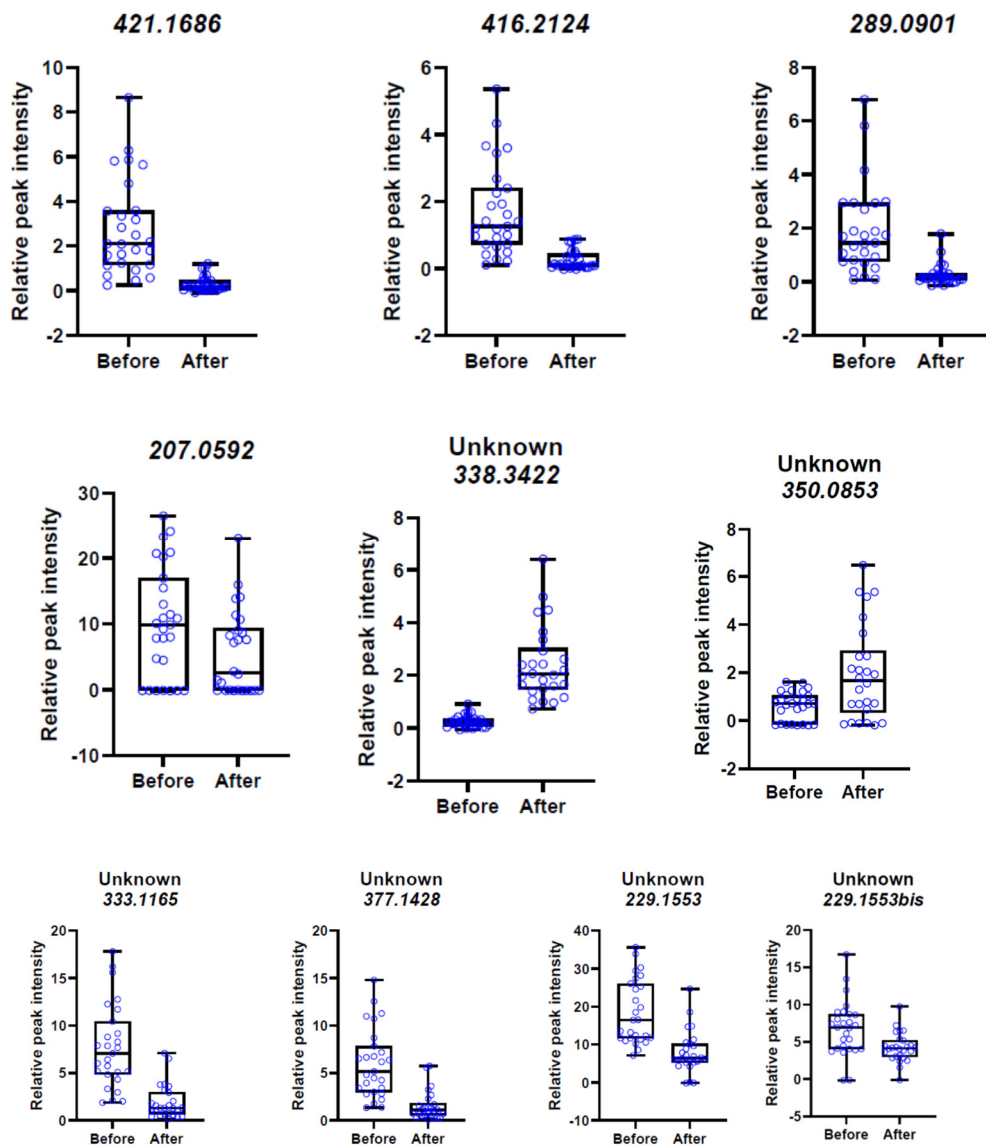 421.1686
416.2124
289.0901
Relative peak intensity
10
8
6
4
2
0
-2
Before After
Relative peak intensity
6
4
2
0
-2
Before After
Relative peak intensity
8
6
4
2
0
-2
Before After
207.0592
Unknown
338.3422
Unknown
350.0853
Relative peak intensity
30
20
10
0
-10
Before After
Relative peak intensity
8
6
4
2
0
-2
Before After
Relative peak intensity
8
6
4
2
0
-2
Before After
Unknown
333.1165
Unknown
377.1428
Unknown
229.1553
Unknown
229.1553bis
Relative peak intensity
20
15
10
5
0
Before After
Relative peak intensity
20
15
10
5
0
Before After
Relative peak intensity
40
30
20
10
0
-10
Before After
Relative peak intensity
20
15
10
5
0
-5
Before After